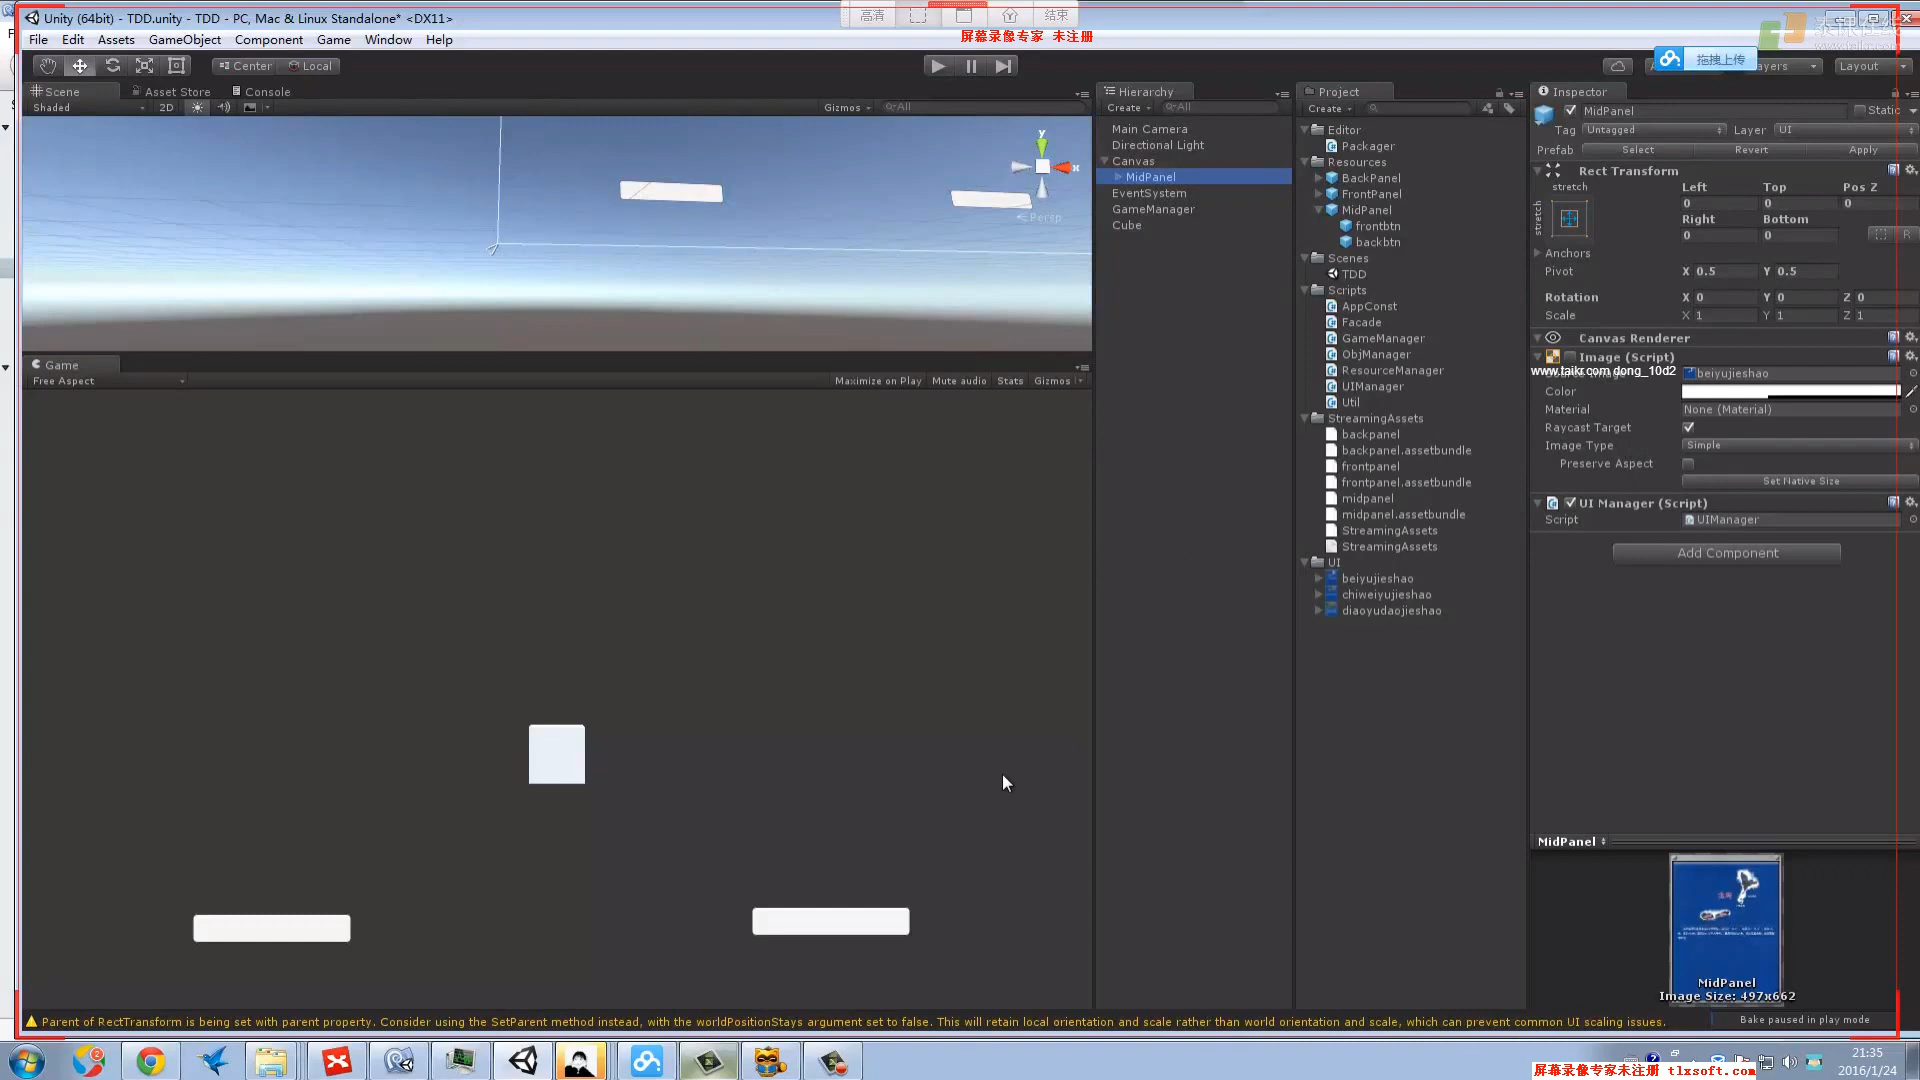 Unity (64bit) - TDD.unity - TDD - PC, Mac & Linux Standalone* <DX11>
高清
结束
屏幕录像专家 未注册
File Edit Assets GameObject Component Game Window Help
Center Local
拖拽上传
Layers
Layout
Scene Asset Store Console
Shaded 2D Gizmos All
y
x
Persp
Game
Free Aspect Maximize on Play Mute audio Stats Gizmos
Hierarchy
Create All
Main Camera
Directional Light
Canvas
MidPanel
EventSystem
GameManager
Cube
Project
Create
Editor
Packager
Resources
BackPanel
FrontPanel
MidPanel
frontbtn
backbtn
Scenes
TDD
Scripts
AppConst
Facade
GameManager
ObjManager
ResourceManager
UIManager
Util
StreamingAssets
backpanel
backpanel.assetbundle
frontpanel
frontpanel.assetbundle
midpanel
midpanel.assetbundle
StreamingAssets
StreamingAssets
UI
beiyujieshao
chiweiyujieshao
diaoyudaojieshao
Inspector
MidPanel Static
Tag Untagged Layer UI
Prefab Select Revert Apply
Rect Transform
stretch Left Top Pos Z
stretch
0 0 0
Right Bottom
0 0 R
Anchors
Pivot X 0.5 Y 0.5
Rotation X 0 Y 0 Z 0
Scale X 1 Y 1 Z 1
Canvas Renderer
Image (Script)
www.taikr.com dong_10d2
beiyujieshao
Color
Material None (Material)
Raycast Target
Image Type Simple
Preserve Aspect
Set Native Size
UI Manager (Script)
Script UIManager
Add Component
MidPanel
MidPanel
Image Size: 497x662
Parent of RectTransform is being set with parent property. Consider using the SetParent method instead, with the worldPositionStays argument set to false. This will retain local orientation and scale rather than world orientation and scale, which can prevent common UI scaling issues.
Bake paused in play mode
2
21:35
2016/1/24
屏幕录像专家未注册 tlxsoft.com